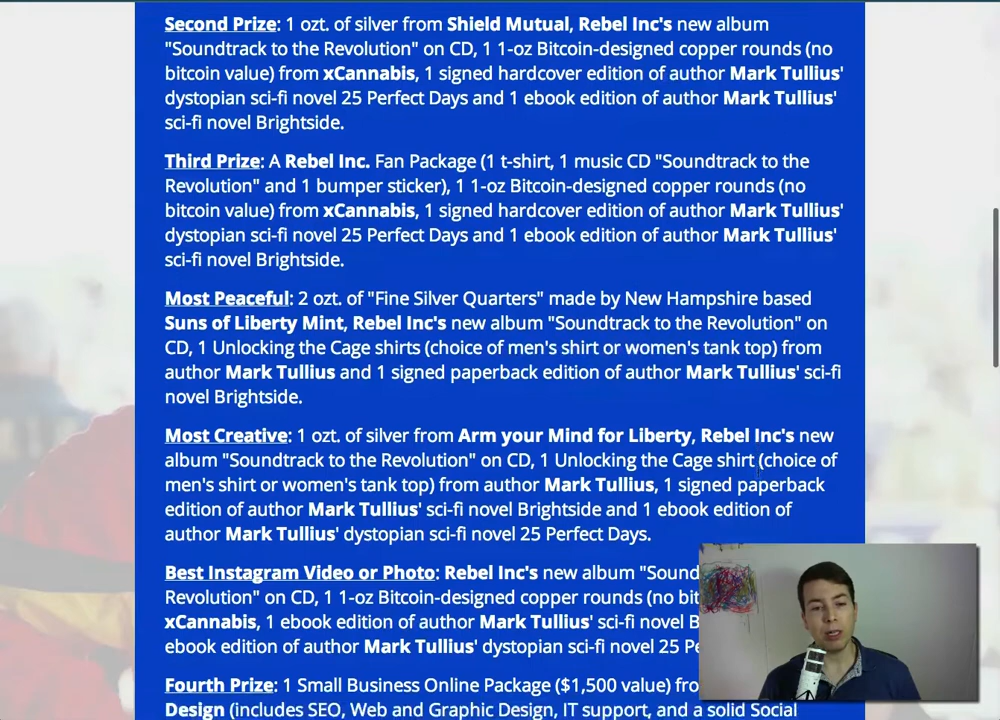 Second Prize: 1 ozt. of silver from Shield Mutual, Rebel Inc's new album
"Soundtrack to the Revolution" on CD, 1 1-oz Bitcoin-designed copper rounds (no
bitcoin value) from xCannabis, 1 signed hardcover edition of author Mark Tullius'
dystopian sci-fi novel 25 Perfect Days and 1 ebook edition of author Mark Tullius'
sci-fi novel Brightside.
Third Prize: A Rebel Inc. Fan Package (1 t-shirt, 1 music CD "Soundtrack to the
Revolution" and 1 bumper sticker), 1 1-oz Bitcoin-designed copper rounds (no
bitcoin value) from xCannabis, 1 signed hardcover edition of author Mark Tullius'
dystopian sci-fi novel 25 Perfect Days and 1 ebook edition of author Mark Tullius'
sci-fi novel Brightside.
Most Peaceful: 2 ozt. of "Fine Silver Quarters" made by New Hampshire based
Suns of Liberty Mint, Rebel Inc's new album "Soundtrack to the Revolution" on
CD, 1 Unlocking the Cage shirts (choice of men's shirt or women's tank top) from
author Mark Tullius and 1 signed paperback edition of author Mark Tullius' sci-fi
novel Brightside.
Most Creative: 1 ozt. of silver from Arm your Mind for Liberty, Rebel Inc's new
album "Soundtrack to the Revolution" on CD, 1 Unlocking the Cage shirt (choice of
men's shirt or women's tank top) from author Mark Tullius, 1 signed paperback
edition of author Mark Tullius' sci-fi novel Brightside and 1 ebook edition of
author Mark Tullius' dystopian sci-fi novel 25 Perfect Days.
Best Instagram Video or Photo: Rebel Inc's new album "Sound
Revolution" on CD, 1 1-oz Bitcoin-designed copper rounds (no bit
xCannabis, 1 ebook edition of author Mark Tullius' sci-fi novel B
ebook edition of author Mark Tullius' dystopian sci-fi novel 25 Pe
Fourth Prize: 1 Small Business Online Package ($1,500 value) fro
Design (includes SEO, Web and Graphic Design, IT support, and a solid Social